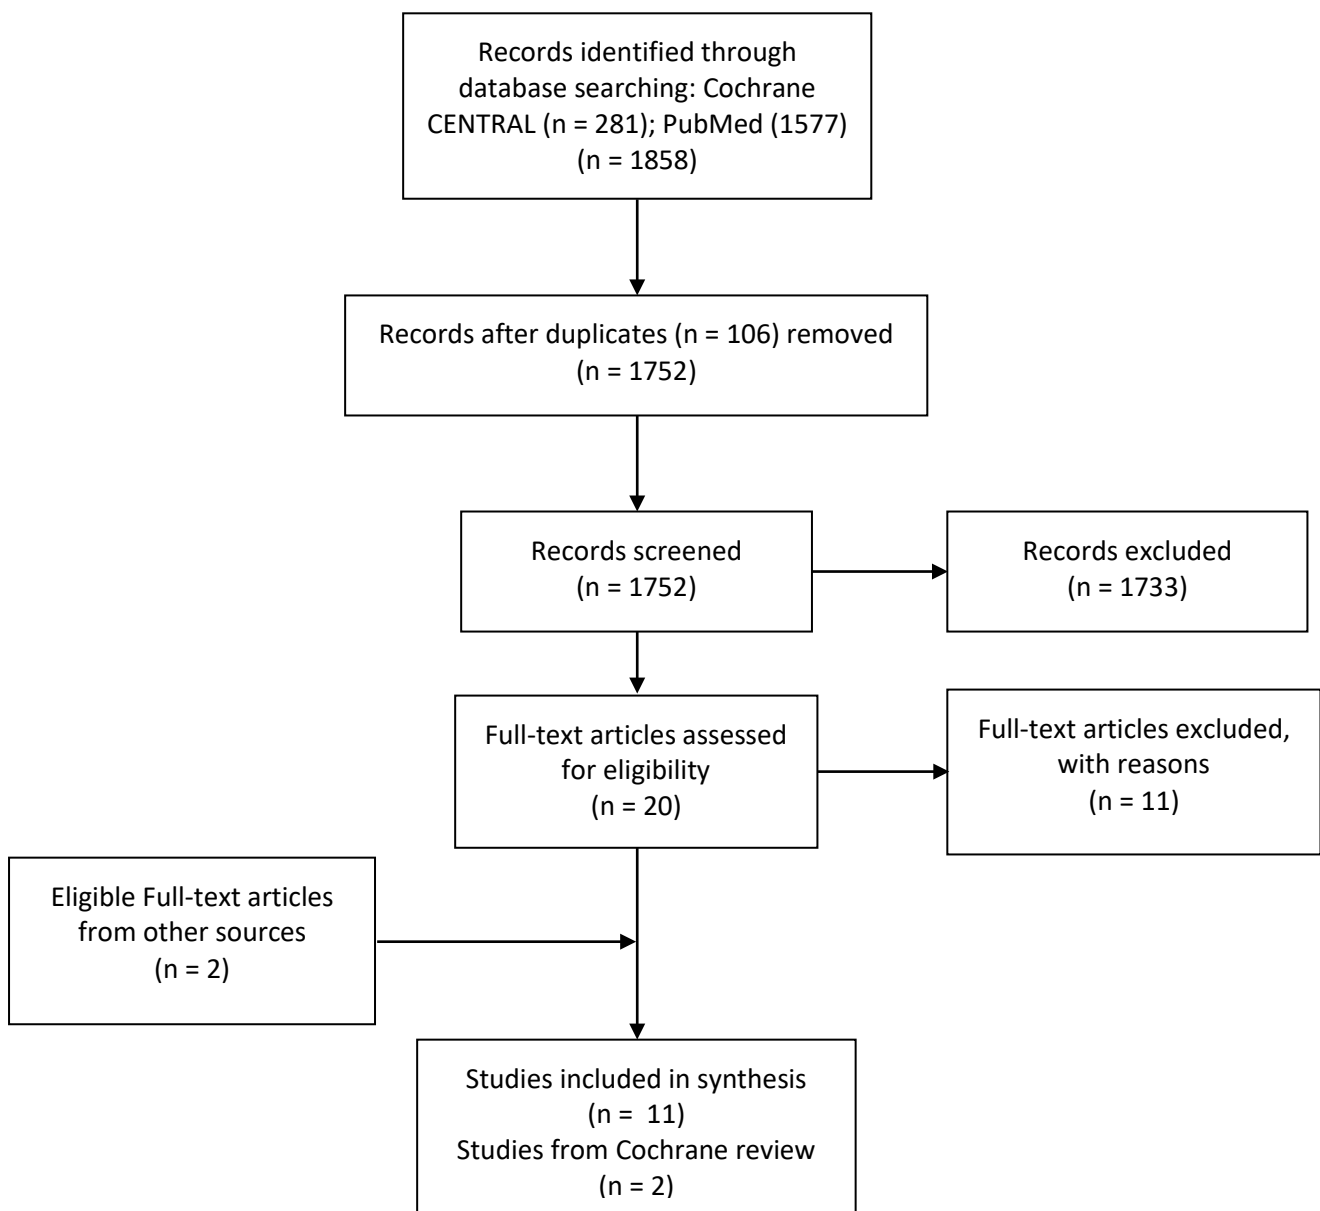 Records identified through
database searching: Cochrane
CENTRAL (n = 281); PubMed (1577)
(n = 1858)
Records after duplicates (n = 106) removed
(n = 1752)
Records screened
(n = 1752)
Records excluded
(n = 1733)
Full-text articles assessed
for eligibility
(n = 20)
Full-text articles excluded,
with reasons
(n = 11)
Eligible Full-text articles
from other sources
(n = 2)
Studies included in synthesis
(n =  11)
Studies from Cochrane review
(n = 2)